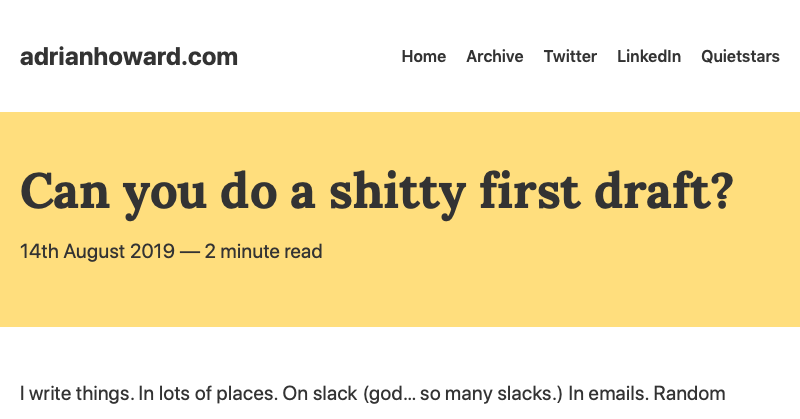 adrianhoward.com
Home Archive Twitter LinkedIn Quietstars
Can you do a shitty first draft?
14th August 2019 — 2 minute read
I write things. In lots of places. On slack (god... so many slacks.) In emails. Random